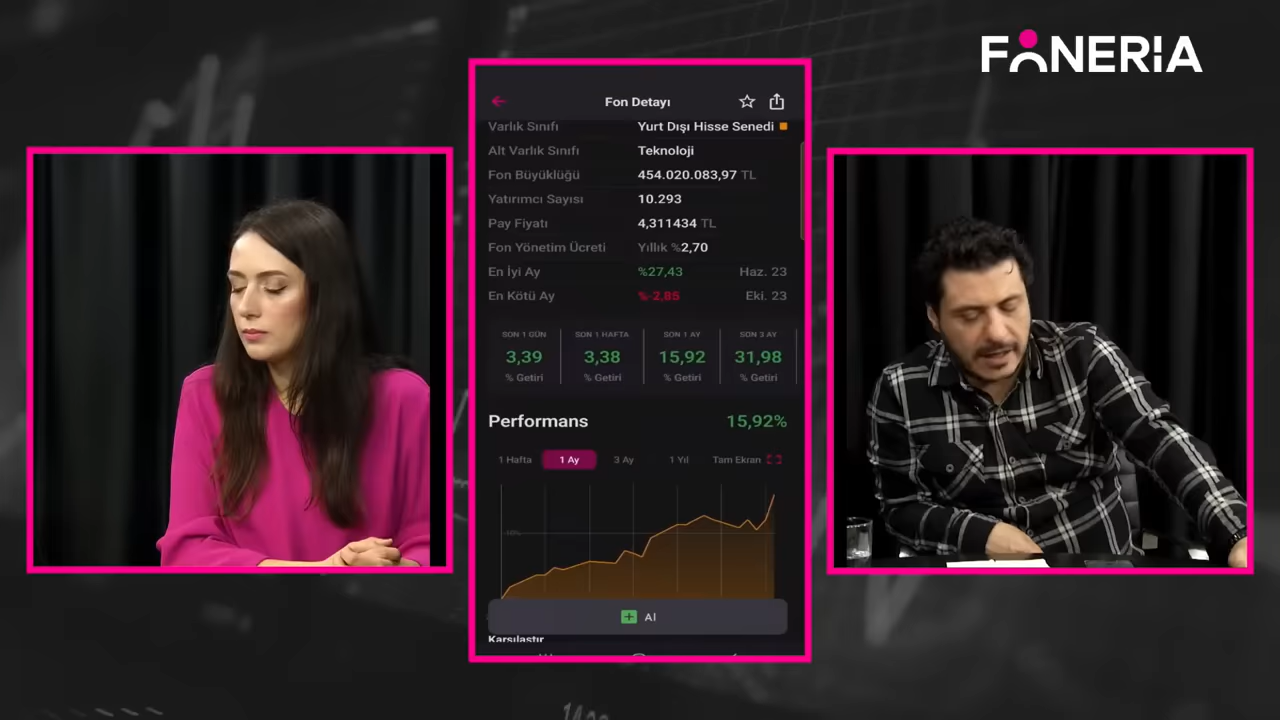 FONERIA
Fon Detayı
Varlık Sınıfı Yurt Dışı Hisse Senedi
Alt Varlık Sınıfı Teknoloji
Fon Büyüklüğü 454.020.083,97 TL
Yatırımcı Sayısı 10.293
Pay Fiyatı 4,311434 TL
Fon Yönetim Ücreti Yıllık %2,70
En İyi Ay %27,43 Haz. 23
En Kötü Ay %-2,85 Eki. 23
SON 1 GÜN SON 1 HAFTA SON 1 AY SON 3 AY
3,39 3,38 15,92 31,98
% Getiri % Getiri % Getiri % Getiri
Performans 15,92%
1 Hafta 1 Ay 3 Ay 1 Yıl Tam Ekran
10%
Al
Karşılaştır